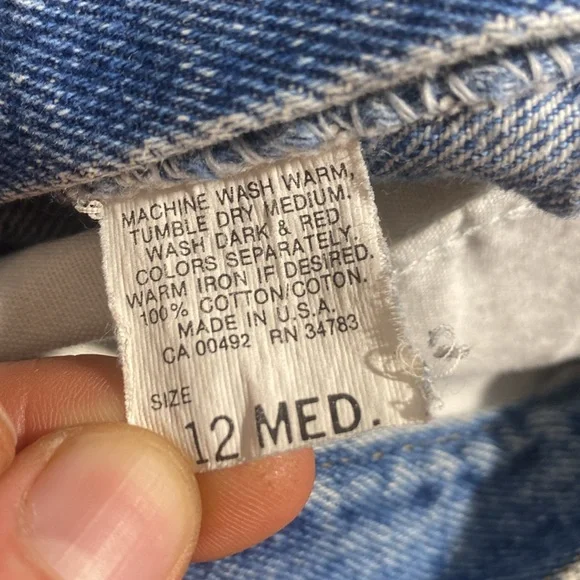 MACHINE WASH WARM,
TUMBLE DRY MEDIUM.
WASH DARK & RED
COLORS SEPARATELY.
WARM IRON IF DESIRED.
100% COTTON/COTON.
MADE IN U.S.A.
CA 00492 RN 34783
SIZE
12 MED.